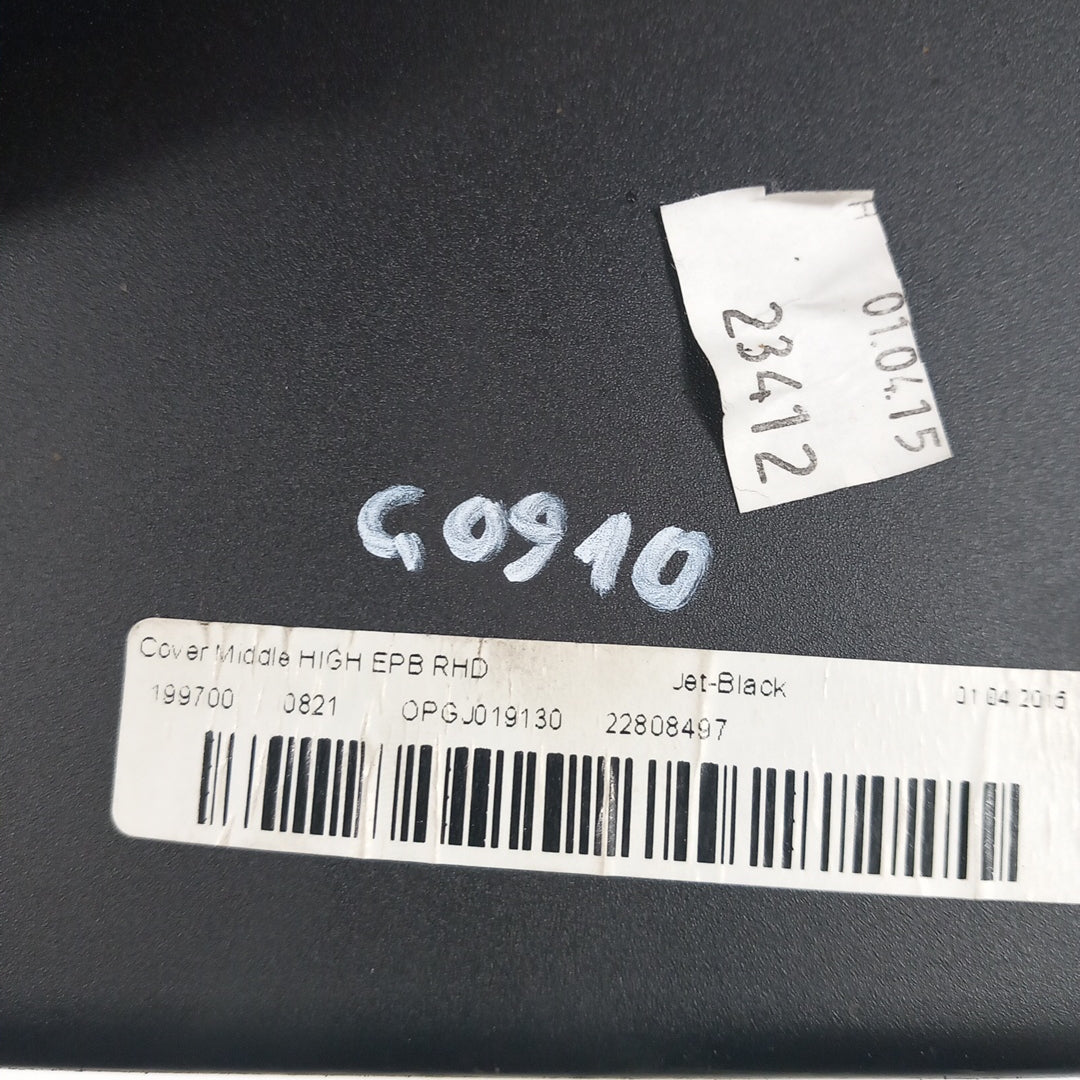 H 01.04.15
23412
G0910
Cover Middle HIGH EPB RHD Jet-Black 01.04.2015
199700 0821 OPGJ019130 22808497